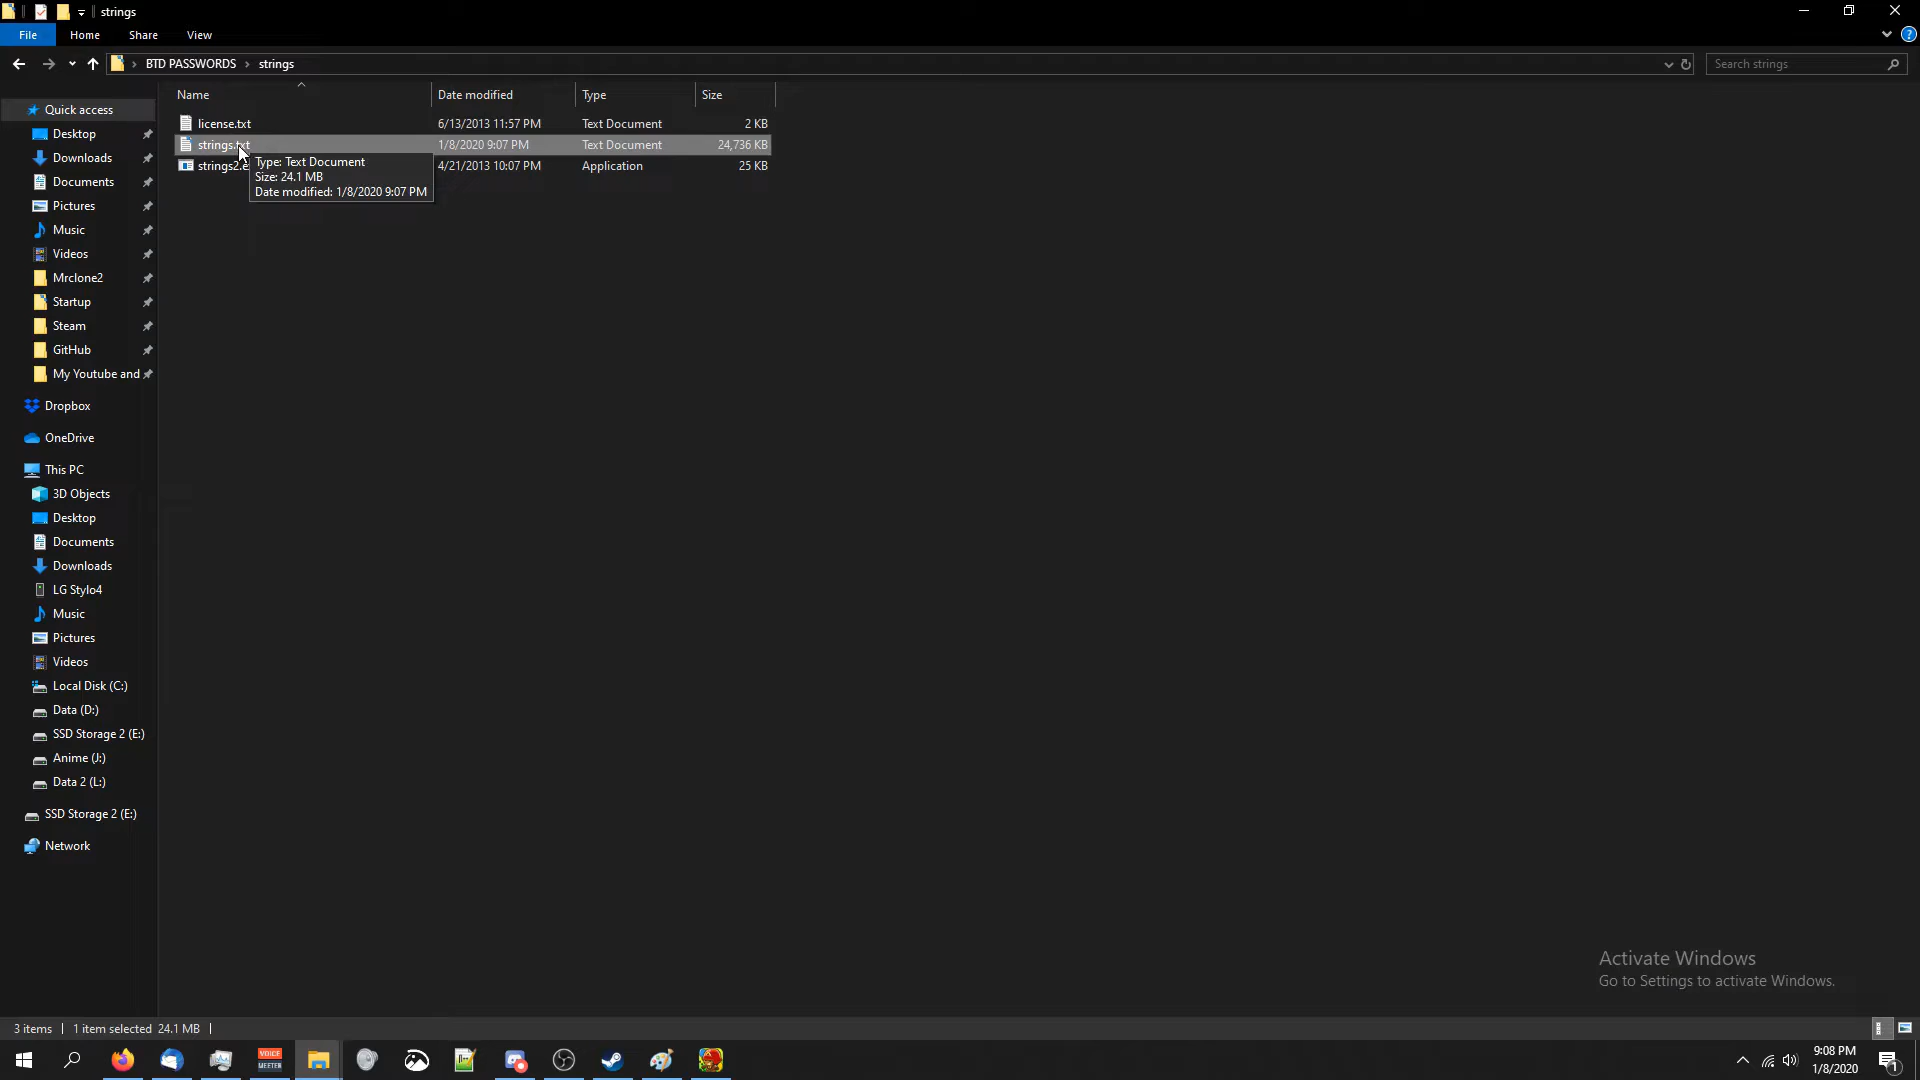 strings
File Home Share View
BTD PASSWORDS > strings
Search strings
Name Date modified Type Size
license.txt 6/13/2013 11:57 PM Text Document 2 KB
strings.txt 1/8/2020 9:07 PM Text Document 24,736 KB
strings2.e 4/21/2013 10:07 PM Application 25 KB
Type: Text Document
Size: 24.1 MB
Date modified: 1/8/2020 9:07 PM
Quick access
Desktop
Downloads
Documents
Pictures
Music
Videos
Mrclone2
Startup
Steam
GitHub
My Youtube and
Dropbox
OneDrive
This PC
3D Objects
Desktop
Documents
Downloads
LG Stylo4
Music
Pictures
Videos
Local Disk (C:)
Data (D:)
SSD Storage 2 (E:)
Anime (J:)
Data 2 (L:)
SSD Storage 2 (E:)
Network
Activate Windows
Go to Settings to activate Windows.
3 items 1 item selected 24.1 MB
VOICE
MEETER
9:08 PM
1/8/2020
1